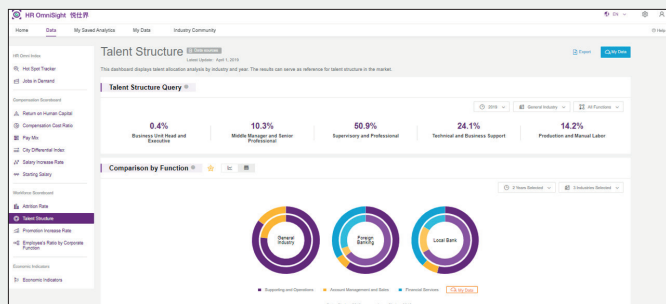 HR OmniSight 悦仕界
EN
Home Data My Saved Analytics My Data Industry Community
Help
Talent Structure
Latest Update: April 1, 2019
Export My Data
This dashboard displays talent allocation analysis by industry and year. The results can serve as reference for talent structure in the market.
HR Omni Index
Hot Spot Tracker
Jobs in Demand
Compensation Scoreboard
Return on Human Capital
Compensation Cost Ratio
Pay Mix
City Differential Index
Salary Increase Rate
Starting Salary
Workforce Scoreboard
Attrition Rate
Talent Structure
Promotion Increase Rate
Employee's Ratio by Corporate
Function
Economic Indicators
Economic Indicators
Talent Structure Query
2019 General Industry All Functions
0.4% 10.3% 50.9% 24.1% 14.2%
Business Unit Head and
Executive
Middle Manager and Senior
Professional
Supervisory and Professional
Technical and Business Support
Production and Manual Labor
Comparison by Function
2 Years Selected 3 Industries Selected
General
Industry
Foreign
Banking
Local Bank
Supporting and Operations Account Management and Sales Financial Services My Data